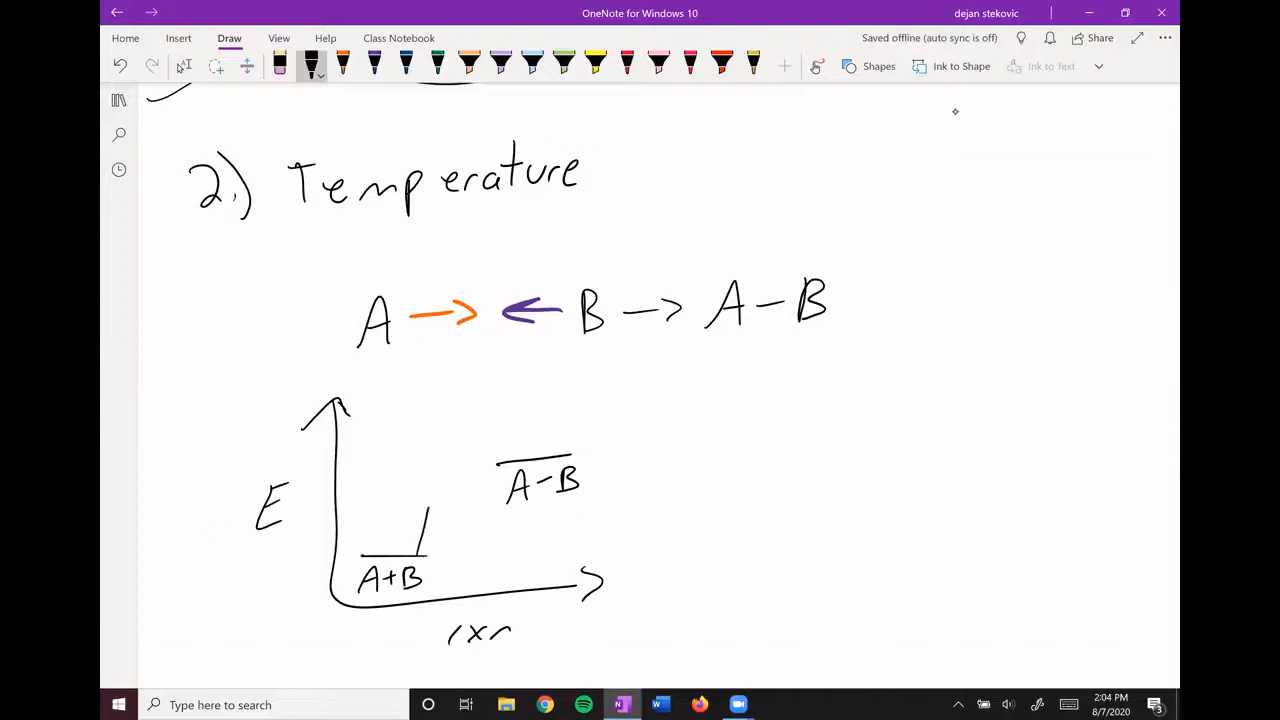 OneNote for Windows 10
dejan stekovic
Home Insert Draw View Help Class Notebook
Saved offline (auto sync is off)
Share
Shapes
Ink to Shape
Ink to Text
2.) Temperature
A → ← B → A - B
E
A - B
A+B
rxn
Type here to search
2:04 PM
8/7/2020
3